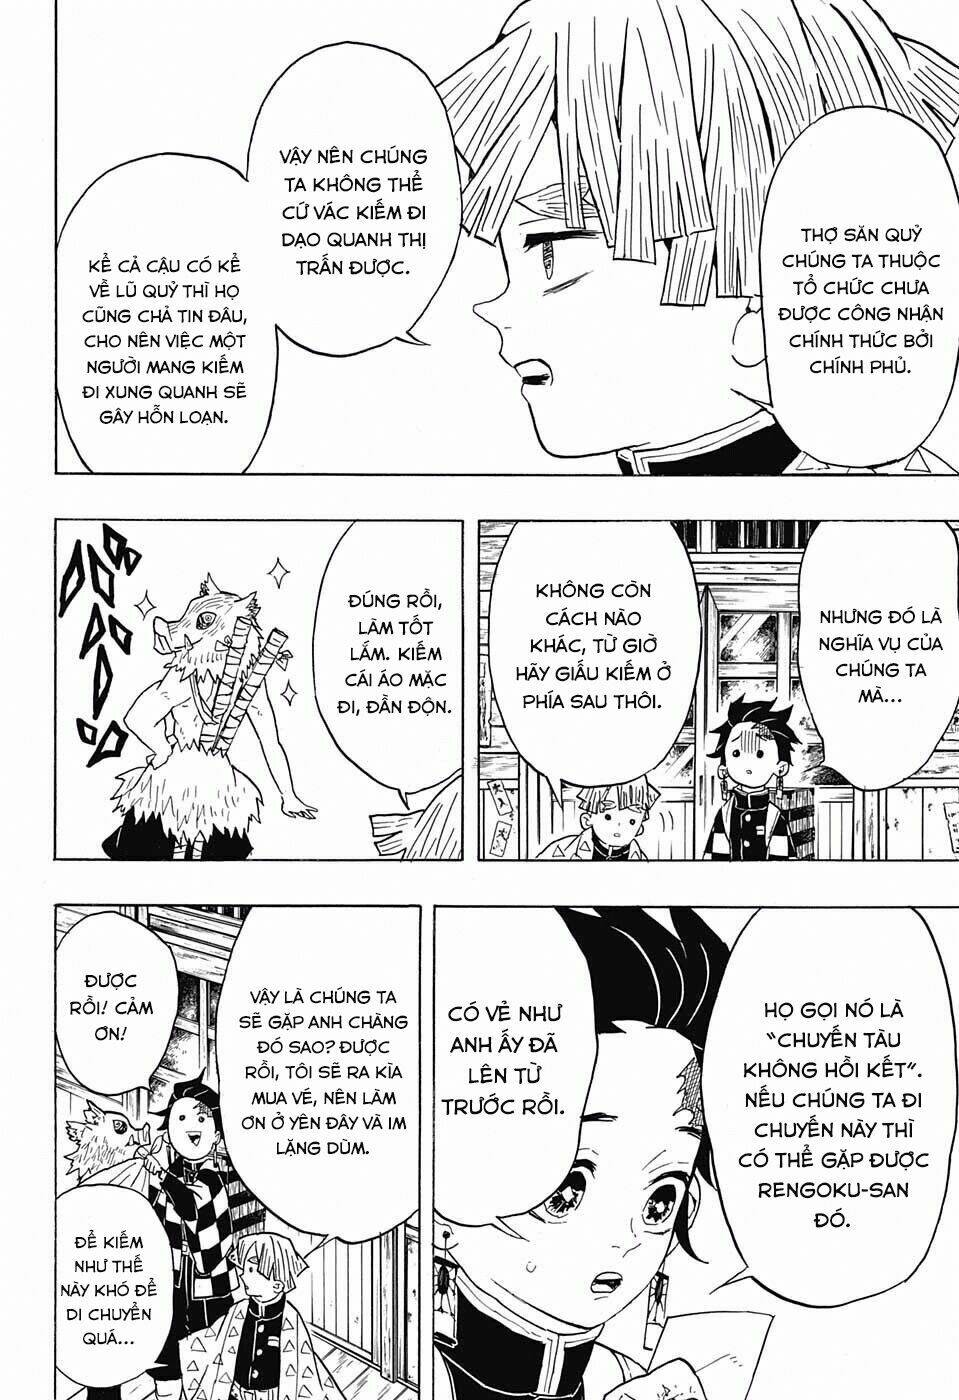 THỢ SĂN QUỶ
CHÚNG TA THUỘC
TỔ CHỨC CHƯA
ĐƯỢC CÔNG NHẬN
CHÍNH THỨC BỞI
CHÍNH PHỦ.
VẬY NÊN CHÚNG
TA KHÔNG THỂ
CỨ VÁC KIẾM ĐI
DẠO QUANH THỊ
TRẤN ĐƯỢC.
KỂ CẢ CẬU CÓ KỂ
VỀ LŨ QUỶ THÌ HỌ
CŨNG CHẢ TIN ĐÂU,
CHO NÊN VIỆC MỘT
NGƯỜI MANG KIẾM
ĐI XUNG QUANH SẼ
GÂY HỖN LOẠN.
NHƯNG ĐÓ LÀ
NGHĨA VỤ CỦA
CHÚNG TA
MÀ...
KHÔNG CÒN
CÁCH NÀO
KHÁC, TỪ GIỜ
HÃY GIẤU KIẾM Ở
PHÍA SAU THÔI.
ĐÚNG RỒI,
LÀM TỐT
LẮM. KIẾM
CÁI ÁO MẶC
ĐI, ĐẦN ĐỘN.
HỌ GỌI NÓ LÀ
"CHUYẾN TÀU
KHÔNG HỒI KẾT".
NẾU CHÚNG TA ĐI
CHUYẾN NÀY THÌ
CÓ THỂ GẶP ĐƯỢC
RENGOKU-SAN
ĐÓ.
CÓ VẺ NHƯ
ANH ẤY ĐÃ
LÊN TỪ
TRƯỚC RỒI.
VẬY LÀ CHÚNG TA
SẼ GẶP ANH CHÀNG
ĐÓ SAO? ĐƯỢC
RỒI, TÔI SẼ RA KÌA
MUA VÉ, NÊN LÀM
ƠN Ở YÊN ĐÂY VÀ IM
LẶNG DÙM.
ĐƯỢC
RỒI! CẢM
ƠN!
ĐỂ KIẾM
NHƯ THẾ
NÀY KHÓ ĐỂ
DI CHUYỂN
QUÁ...